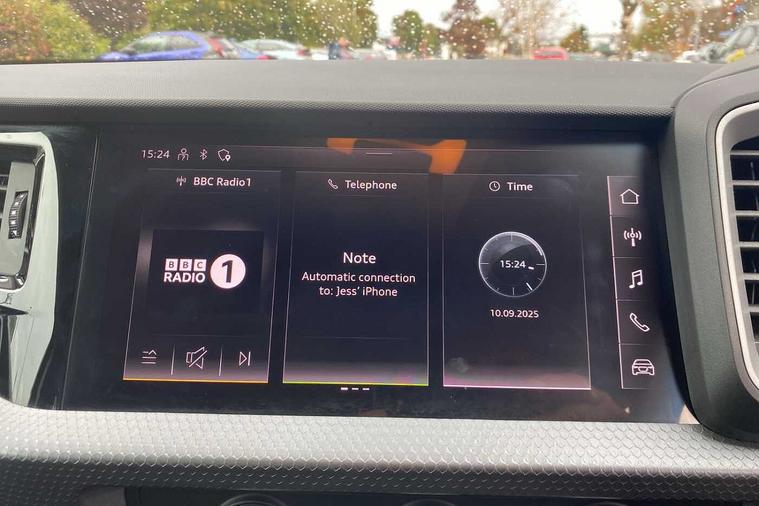 15:24
BBC Radio1
Telephone
Time
BBC
RADIO 1
Note
Automatic connection
to: Jess' iPhone
15:24
10.09.2025